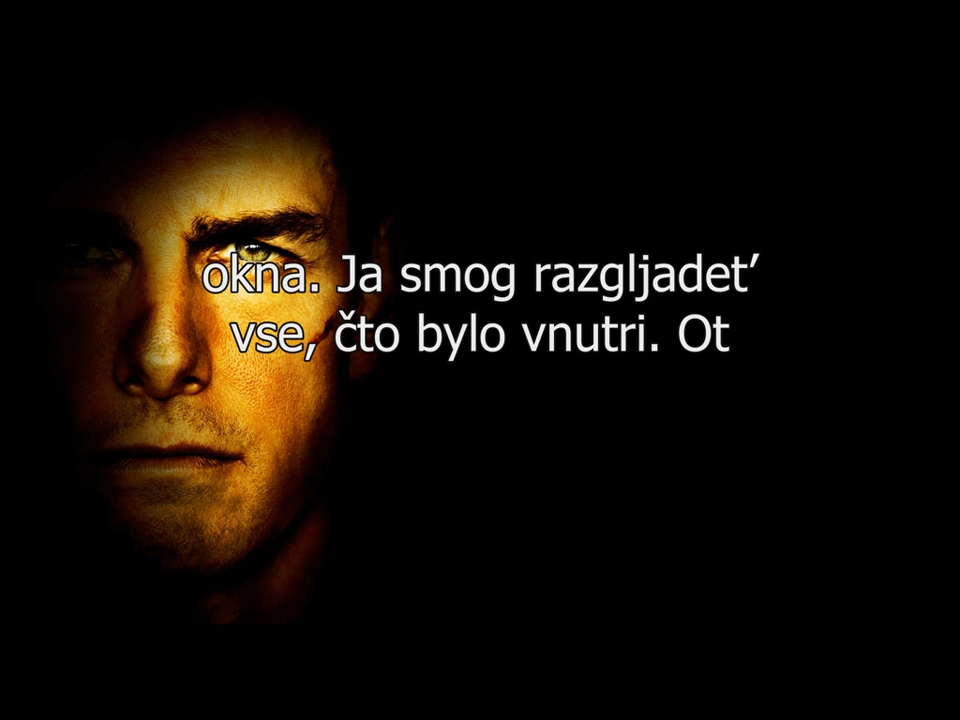 okna. Ja smog razgljadet’
vse, čto bylo vnutri. Ot